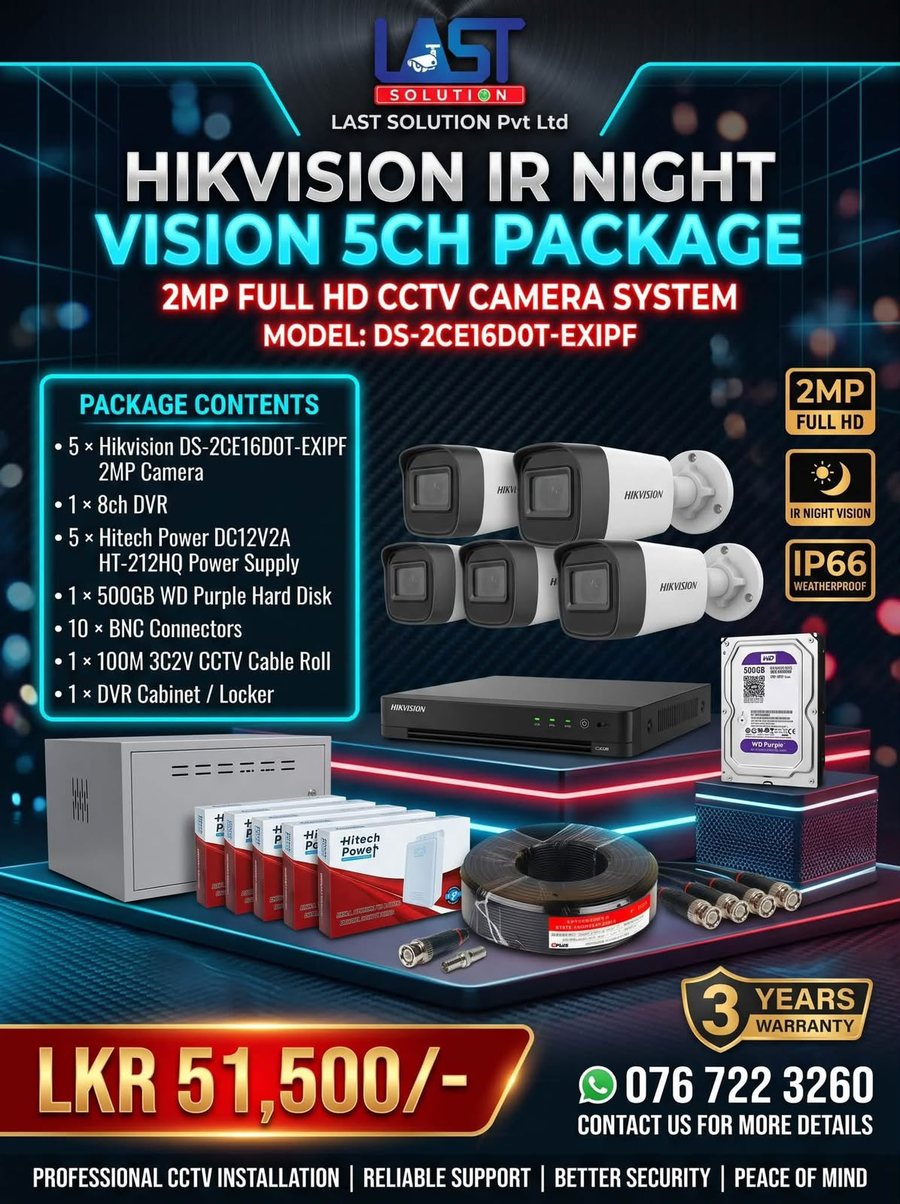 LAST
SOLUTION
LAST SOLUTION Pvt Ltd
HIKVISION IR NIGHT
VISION 5CH PACKAGE
2MP FULL HD CCTV CAMERA SYSTEM
MODEL: DS-2CE16D0T-EXIPF
PACKAGE CONTENTS
• 5 × Hikvision DS-2CE16D0T-EXIPF
2MP Camera
• 1 × 8ch DVR
• 5 × Hitech Power DC12V2A
HT-212HQ Power Supply
• 1 × 500GB WD Purple Hard Disk
• 10 × BNC Connectors
• 1 × 100M 3C2V CCTV Cable Roll
• 1 × DVR Cabinet / Locker
2MP
FULL HD
IR NIGHT VISION
IP66
WEATHERPROOF
HIKVISION
HIKVISION
HIKVISION
WD
500GB
WD Purple
Hitech
Power
3 YEARS
WARRANTY
LKR 51,500/-
076 722 3260
CONTACT US FOR MORE DETAILS
PROFESSIONAL CCTV INSTALLATION | RELIABLE SUPPORT | BETTER SECURITY | PEACE OF MIND